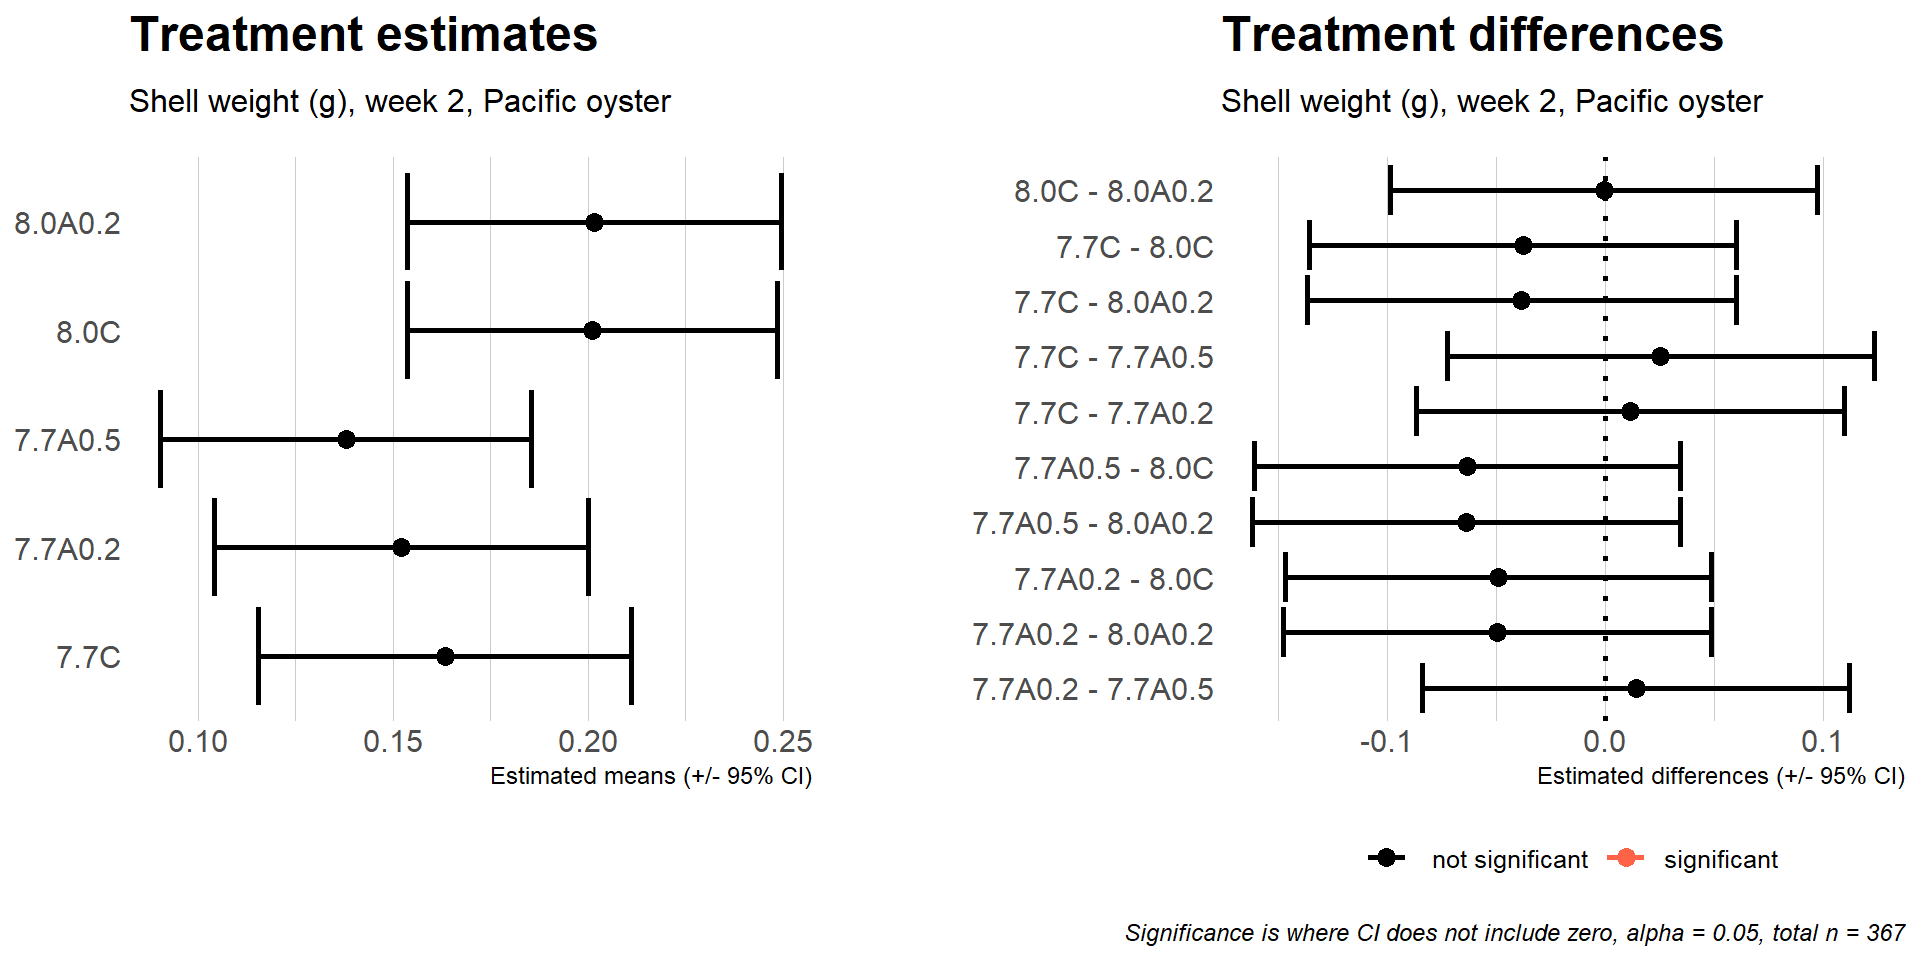 Treatment estimates
Shell weight (g), week 2, Pacific oyster
8.0A0.2
8.0C
7.7A0.5
7.7A0.2
7.7C
0.10 0.15 0.20 0.25
Estimated means (+/- 95% CI)
Treatment differences
Shell weight (g), week 2, Pacific oyster
8.0C - 8.0A0.2
7.7C - 8.0C
7.7C - 8.0A0.2
7.7C - 7.7A0.5
7.7C - 7.7A0.2
7.7A0.5 - 8.0C
7.7A0.5 - 8.0A0.2
7.7A0.2 - 8.0C
7.7A0.2 - 8.0A0.2
7.7A0.2 - 7.7A0.5
-0.1 0.0 0.1
Estimated differences (+/- 95% CI)
not significant significant
Significance is where CI does not include zero, alpha = 0.05, total n = 367